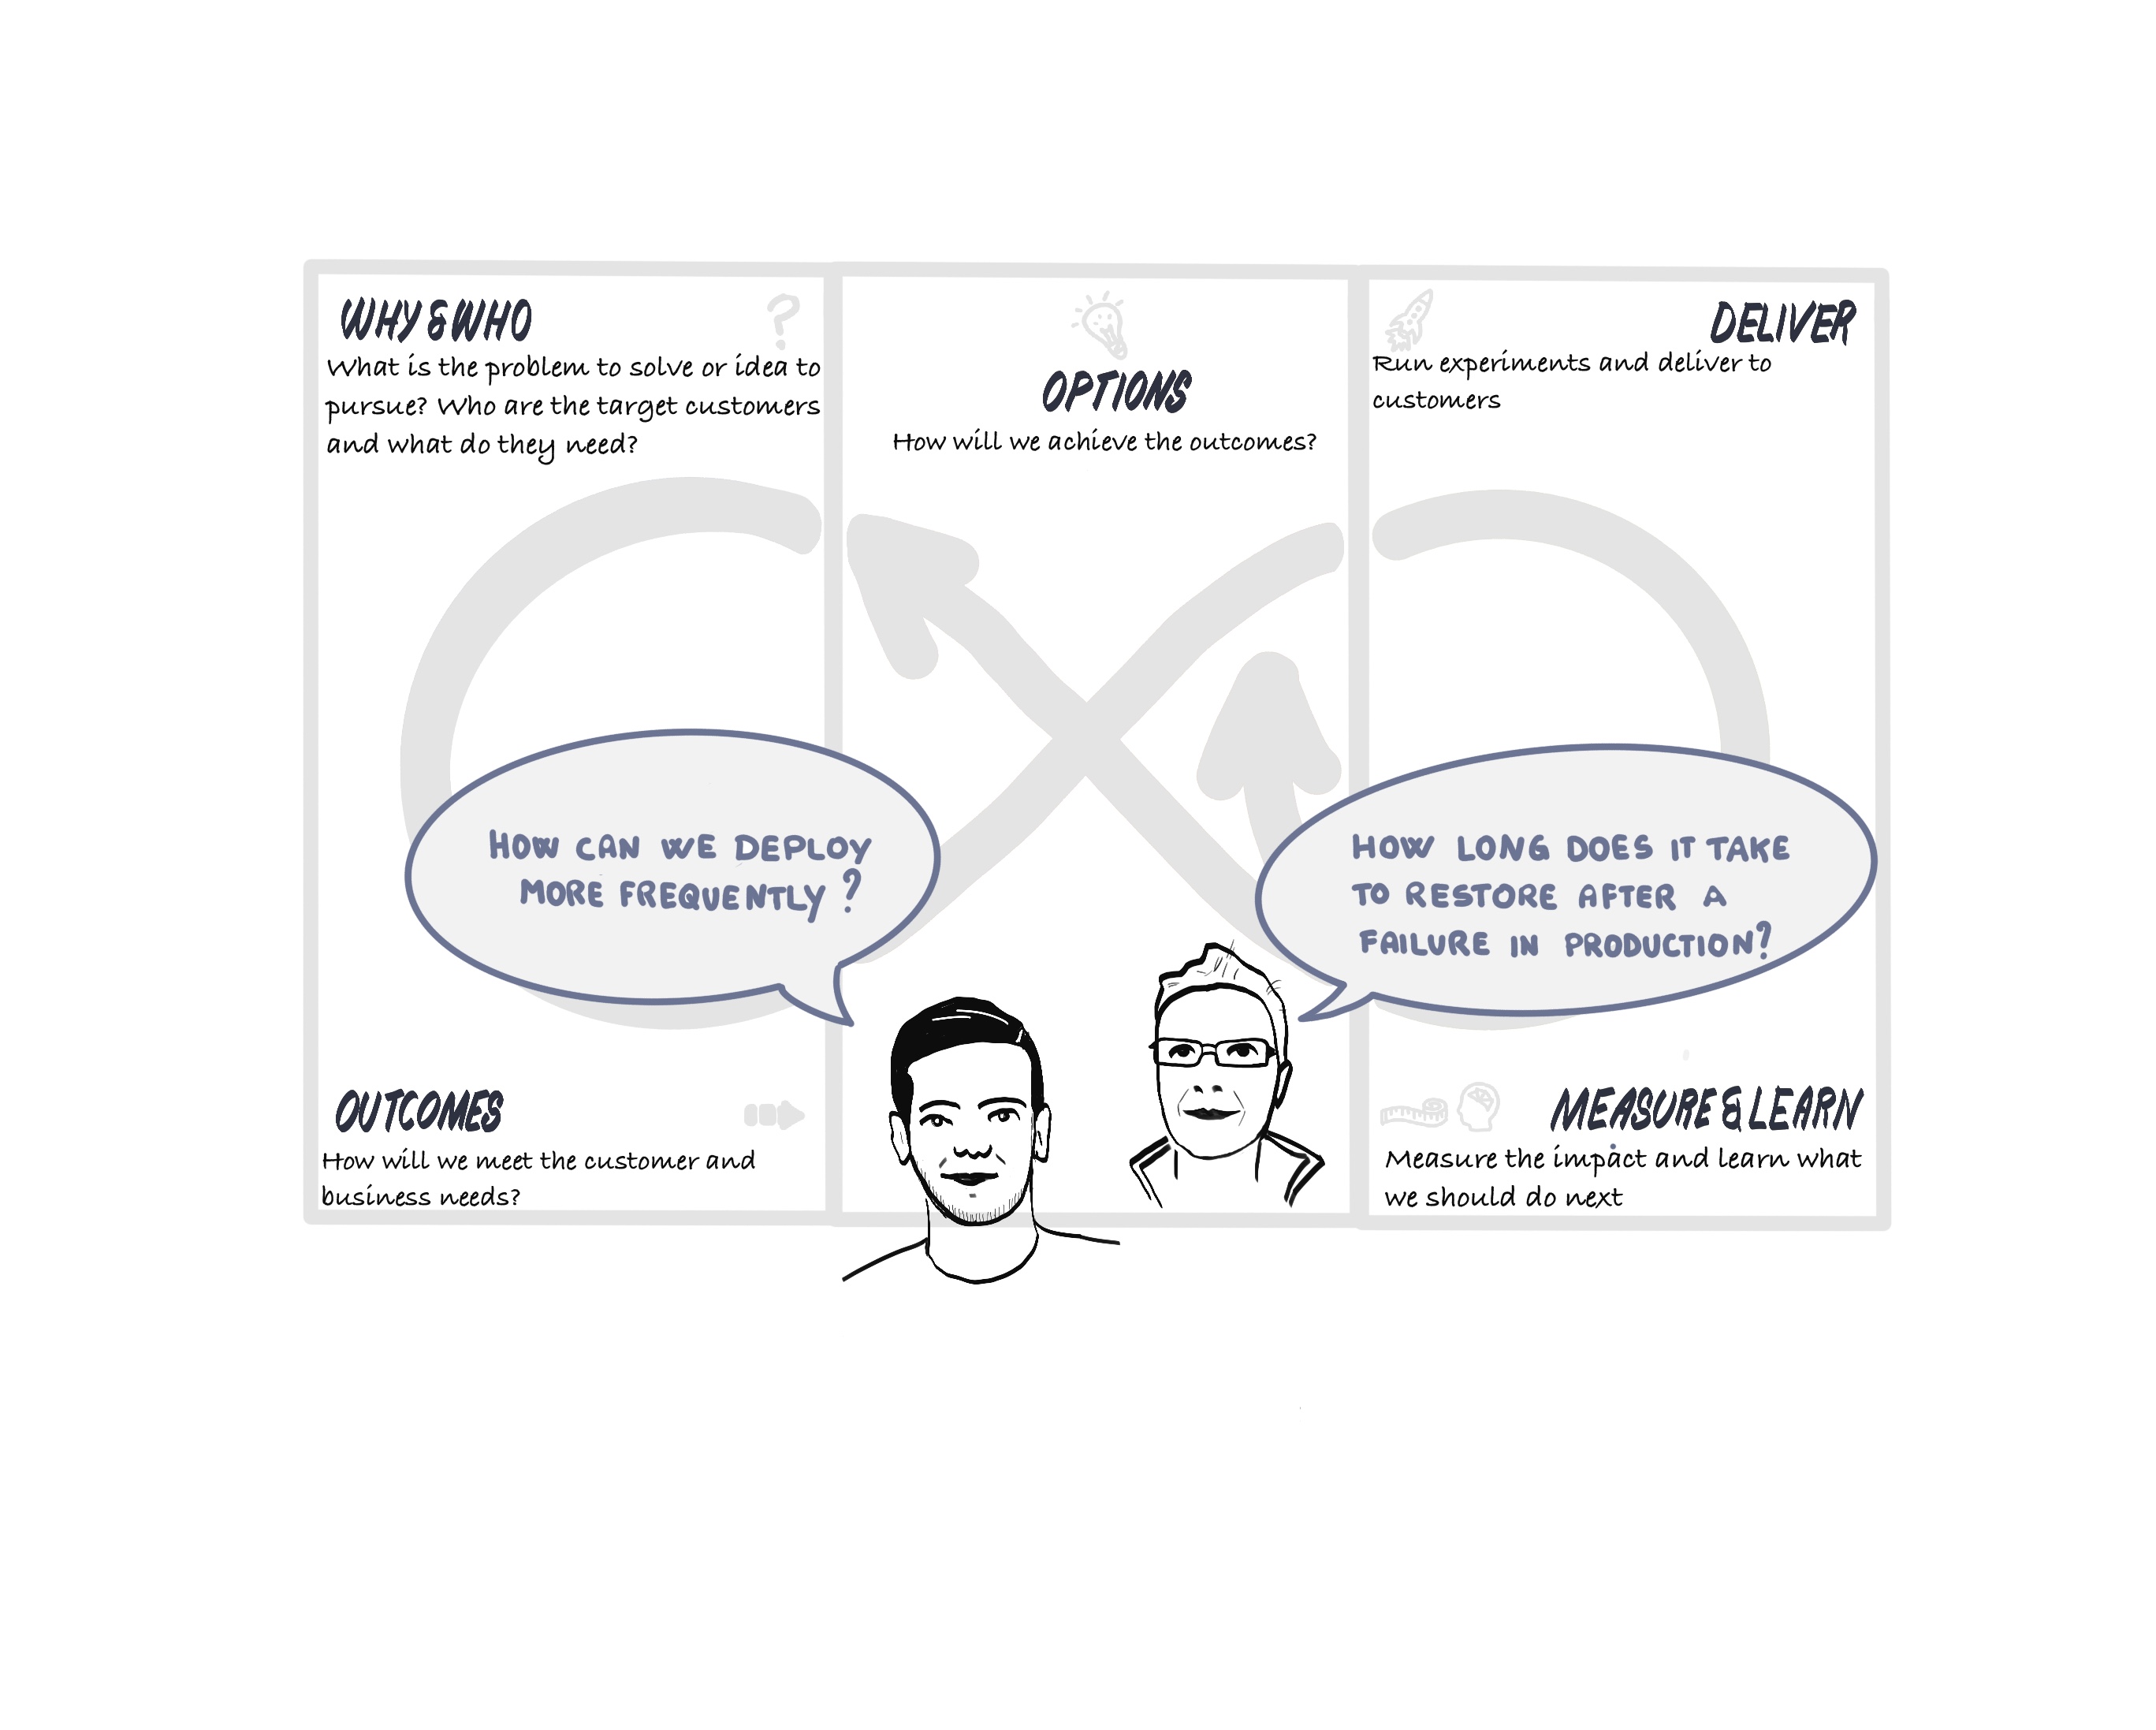 WHY & WHO
What is the problem to solve or idea to
pursue? Who are the target customers
and what do they need?
OPTIONS
How will we achieve the outcomes?
DELIVER
Run experiments and deliver to
customers
HOW CAN WE DEPLOY
MORE FREQUENTLY?
HOW LONG DOES IT TAKE
TO RESTORE AFTER A
FAILURE IN PRODUCTION?
OUTCOMES
How will we meet the customer and
business needs?
MEASURE & LEARN
Measure the impact and learn what
we should do next